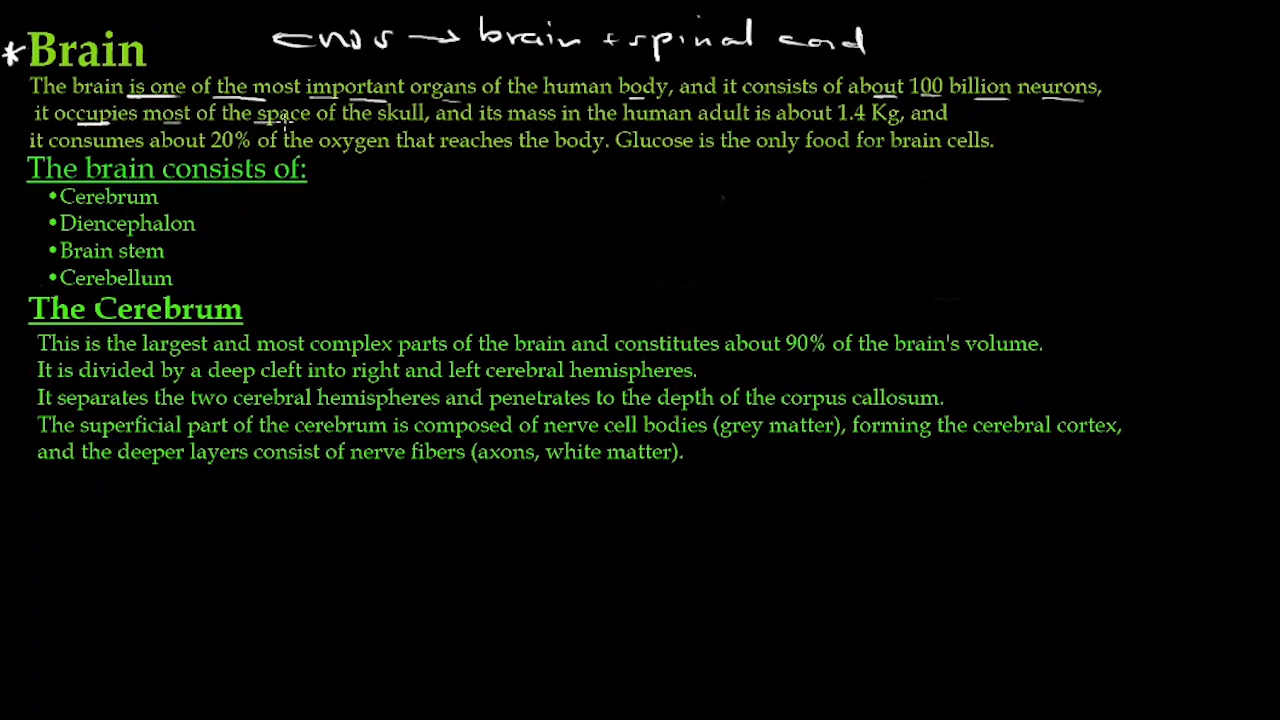 cnos → brain + spinal cord
*Brain
The brain is one of the most important organs of the human body, and it consists of about 100 billion neurons,
it occupies most of the space of the skull, and its mass in the human adult is about 1.4 Kg, and
it consumes about 20% of the oxygen that reaches the body. Glucose is the only food for brain cells.
The brain consists of:
•Cerebrum
•Diencephalon
•Brain stem
•Cerebellum
The Cerebrum
This is the largest and most complex parts of the brain and constitutes about 90% of the brain's volume.
It is divided by a deep cleft into right and left cerebral hemispheres.
It separates the two cerebral hemispheres and penetrates to the depth of the corpus callosum.
The superficial part of the cerebrum is composed of nerve cell bodies (grey matter), forming the cerebral cortex,
and the deeper layers consist of nerve fibers (axons, white matter).